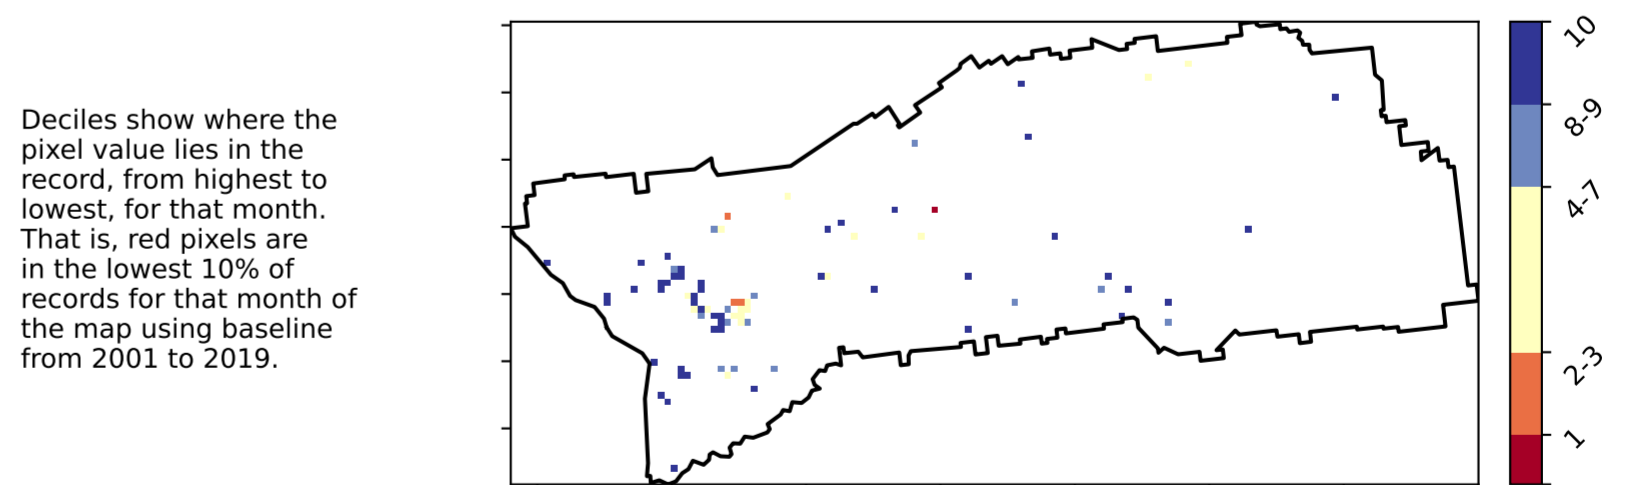 Deciles show where the
pixel value lies in the
record, from highest to
lowest, for that month.
That is, red pixels are
in the lowest 10% of
records for that month of
the map using baseline
from 2001 to 2019.
10
8-9
4-7
2-3
1